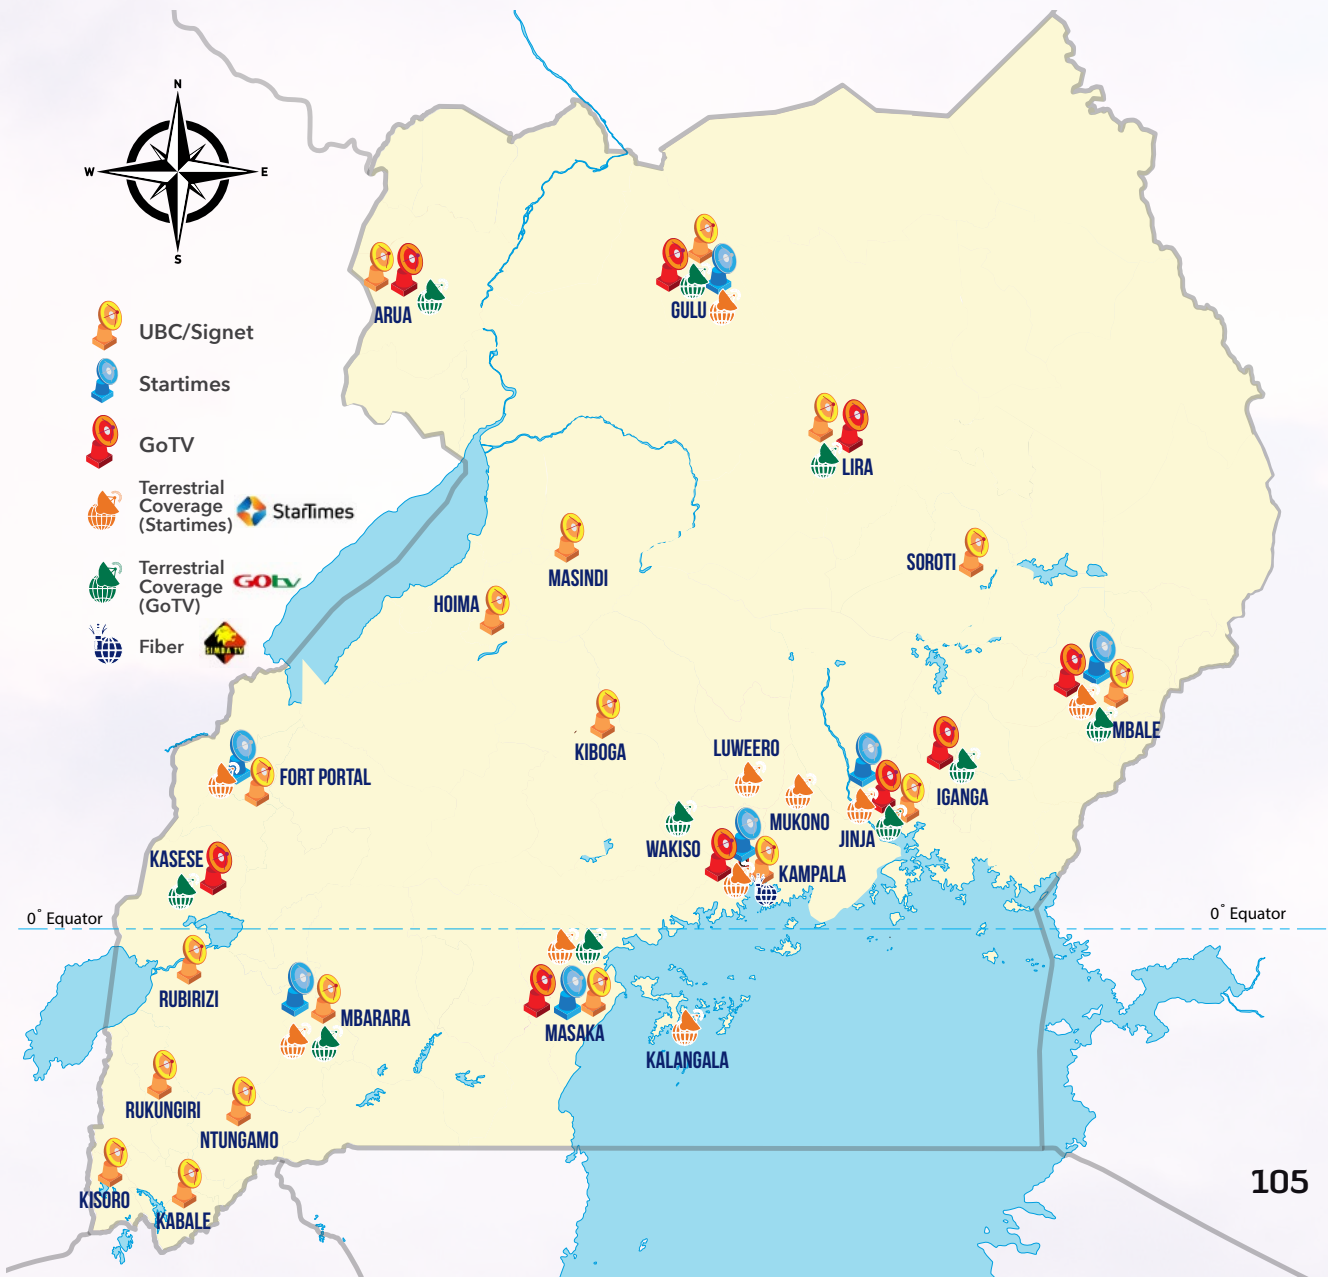 N
W
E
S
UBC/Signet
Startimes
GoTV
Terrestrial
Coverage
(Startimes)
StarTimes
Terrestrial
Coverage
(GoTV)
GOtv
Fiber
SIMBA TV
ARUA
GULU
LIRA
SOROTI
MASINDI
HOIMA
KIBOGA
MBALE
LUWEERO
FORT PORTAL
IGANGA
MUKONO
JINJA
WAKISO
KASESE
KAMPALA
0° Equator
0° Equator
RUBIRIZI
MBARARA
MASAKA
KALANGALA
RUKUNGIRI
NTUNGAMO
KISORO
KABALE
105